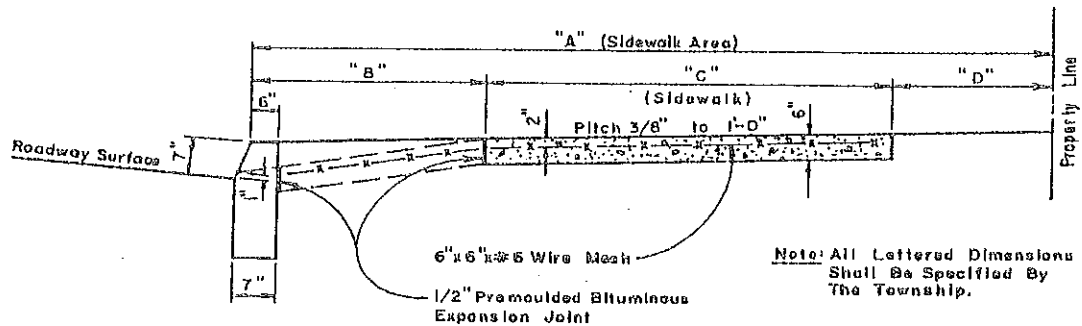 "A" (Sidewalk Area)
"B"
"C"
"D"
(Sidewalk)
6"
2"
Pitch 3/8" to 1'-0"
6"
Property Line
Roadway Surface
7"
1"
6"x6"x#6 Wire Mesh
Note: All Lettered Dimensions
Shall Be Specified By
The Township.
7"
1/2" Premoulded Bituminous
Expansion Joint